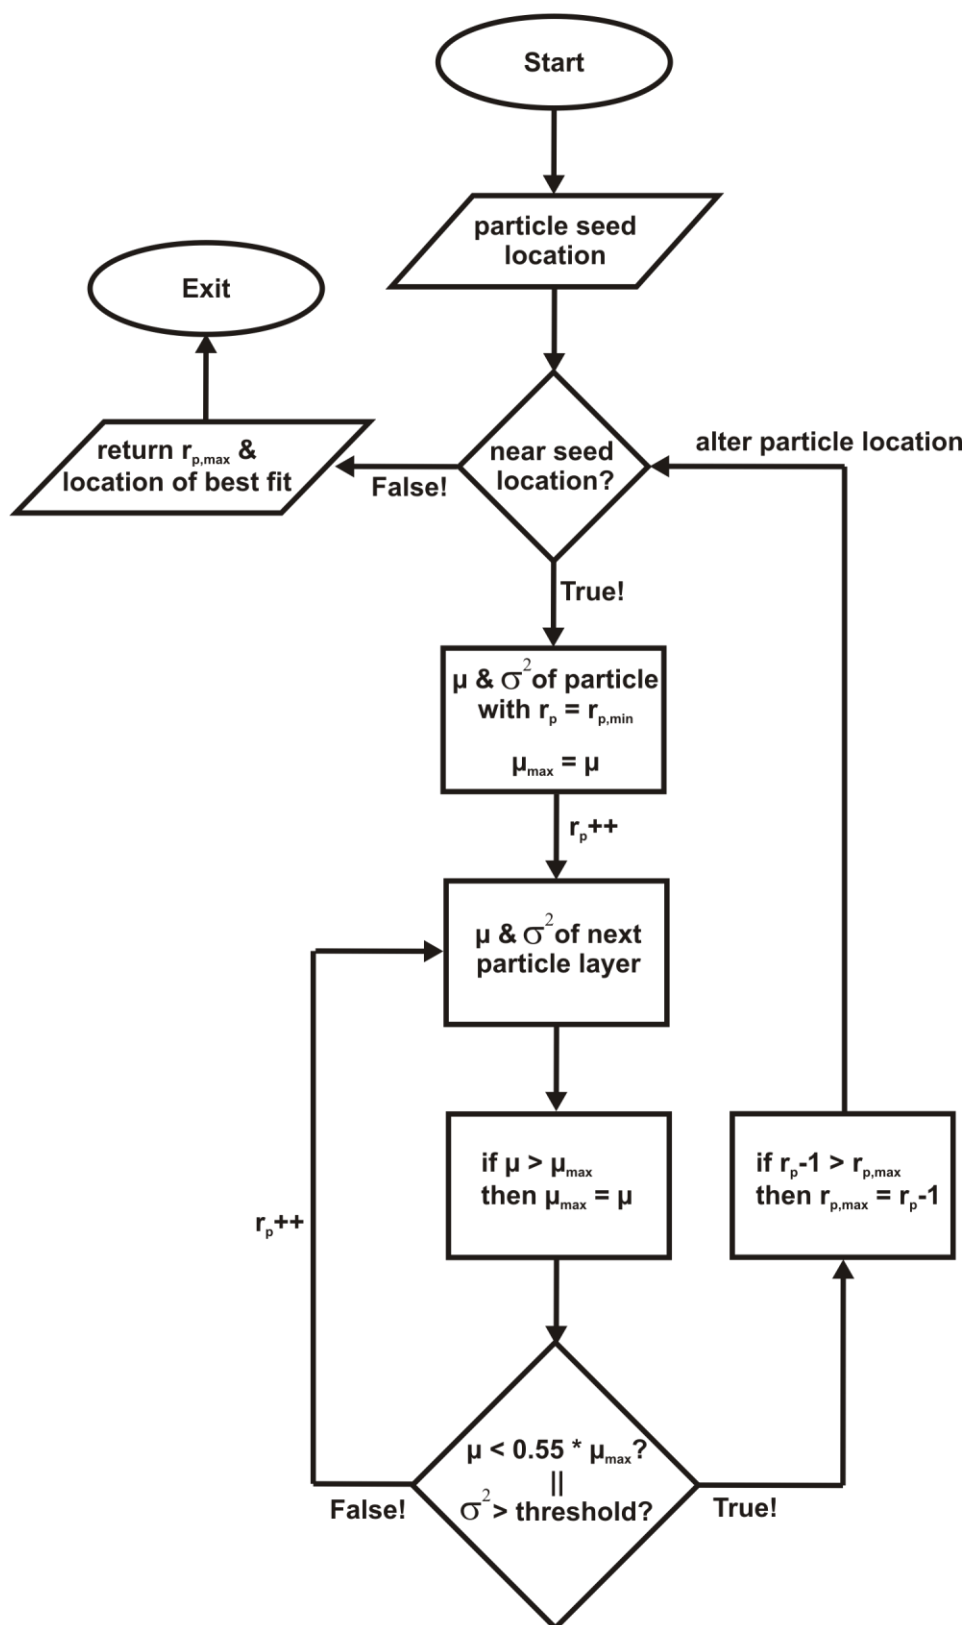 Start
particle seed
location
Exit
near seed
location?
alter particle location
return rp,max &
location of best fit
False!
True!
μ & σ² of particle
with rp = rp,min
μmax = μ
rp++
μ & σ² of next
particle layer
if μ > μmax
then μmax = μ
if rp-1 > rp,max
then rp,max = rp-1
rp++
μ < 0.55 * μmax?
||
σ² > threshold?
False!
True!